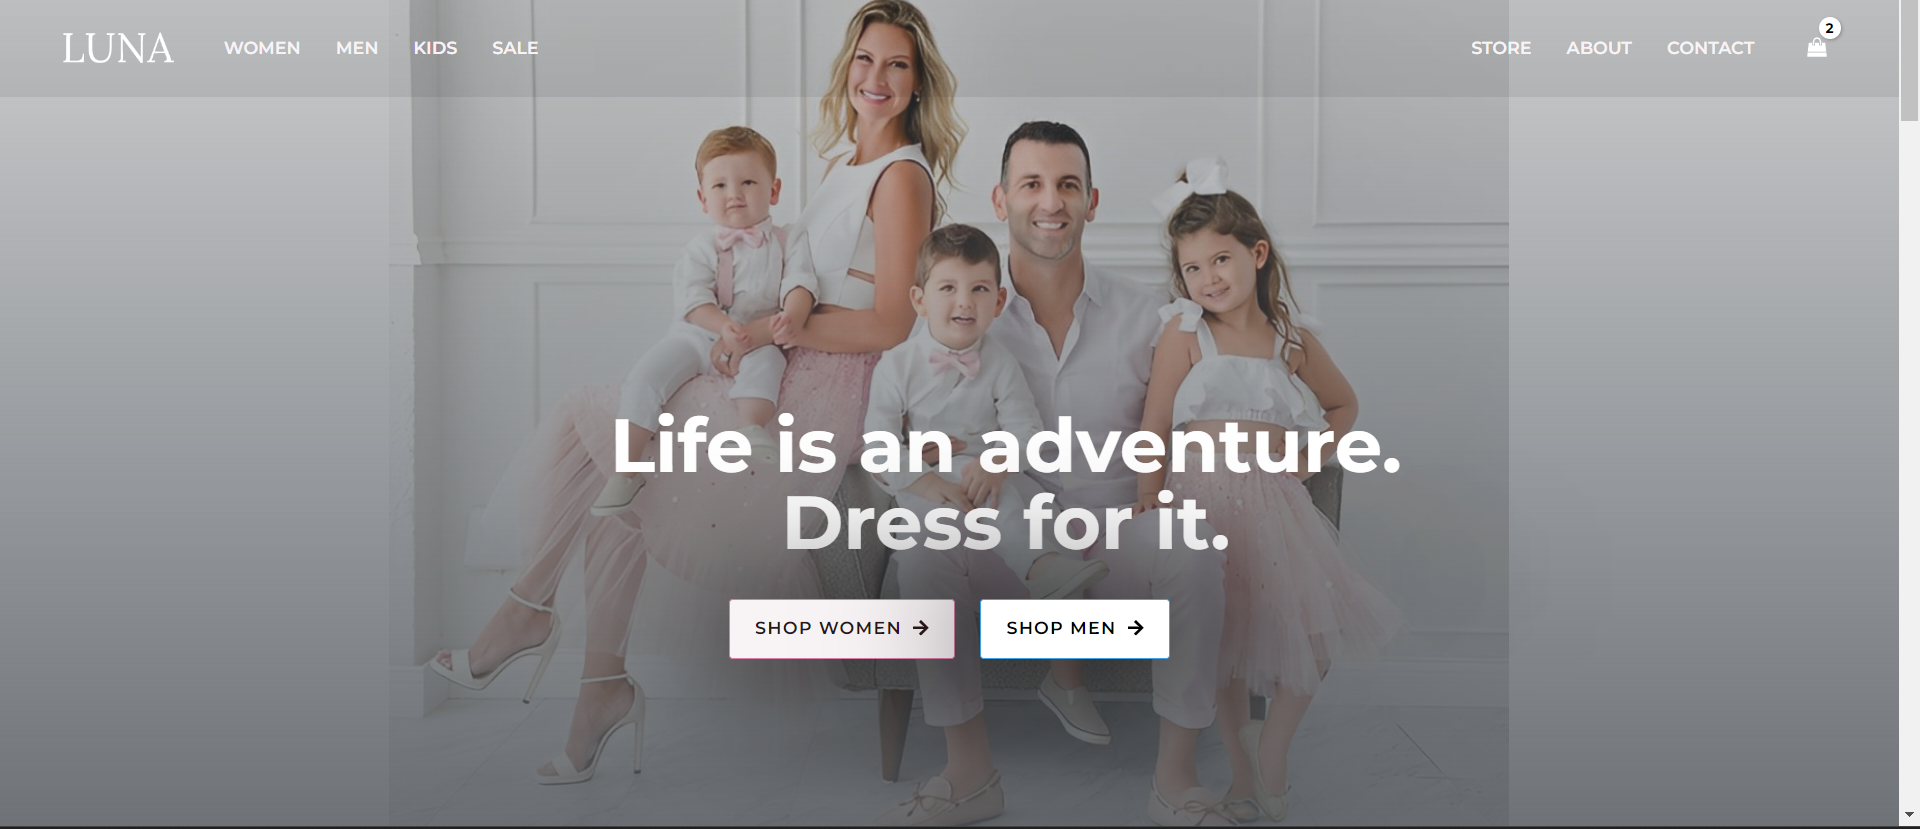 LUNA WOMEN MEN KIDS SALE STORE ABOUT CONTACT 2
Life is an adventure.
Dress for it.
SHOP WOMEN SHOP MEN